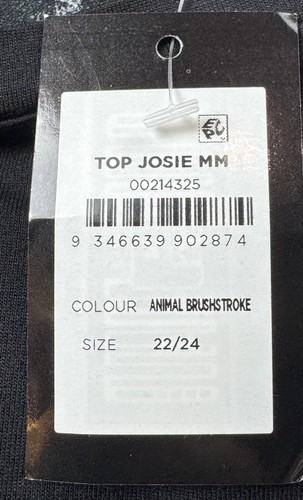 TOP JOSIE MM
00214325
9 346639 902874
COLOUR ANIMAL BRUSHSTROKE
SIZE 22/24